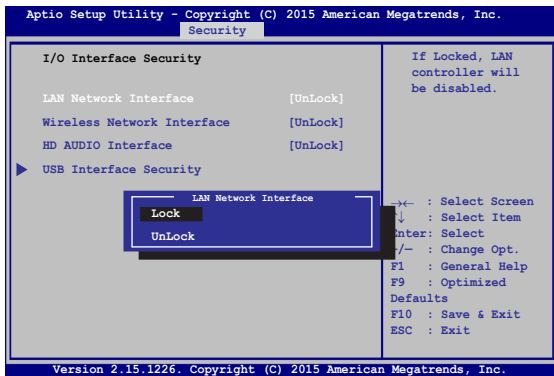 Aptio Setup Utility - Copyright (C) 2015 American Megatrends, Inc.
Security
I/O Interface Security
LAN Network Interface [UnLock]
Wireless Network Interface [UnLock]
HD AUDIO Interface [UnLock]
USB Interface Security
LAN Network Interface
Lock
UnLock
If Locked, LAN
controller will
be disabled.
→← : Select Screen
↑↓ : Select Item
Enter: Select
+/— : Change Opt.
F1 : General Help
F9 : Optimized
Defaults
F10 : Save & Exit
ESC : Exit
Version 2.15.1226. Copyright (C) 2015 American Megatrends, Inc.